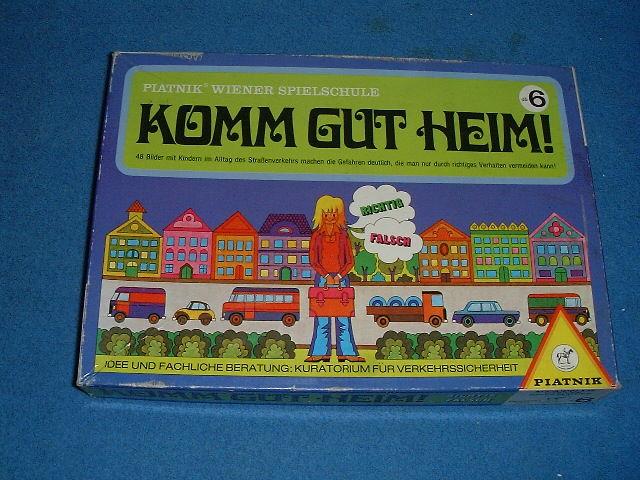 PIATNIK® WIENER SPIELSCHULE
ab 6
KOMM GUT HEIM!
48 Bilder mit Kindern im Alltag des Straßenverkehrs machen die Gefahren deutlich, die man nur durch richtiges Verhalten vermeiden kann!
RICHTIG
FALSCH
IDEE UND FACHLICHE BERATUNG: KURATORIUM FÜR VERKEHRSSICHERHEIT
PIATNIK
KOMM GUT HEIM!
6